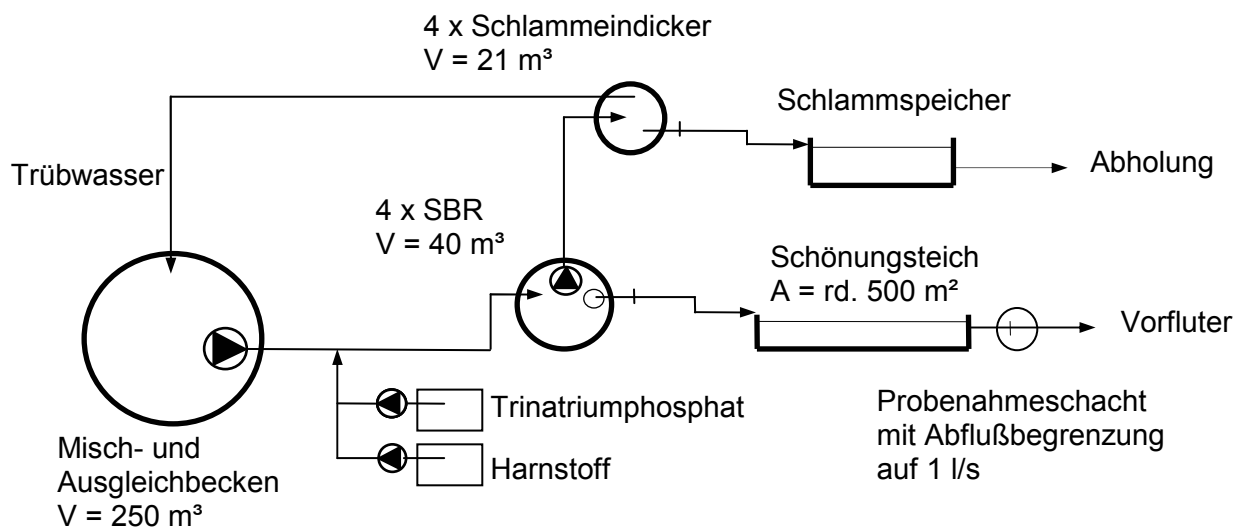 4 x Schlammeindicker
V = 21 m³
Schlammspeicher
Abholung
Trübwasser
4 x SBR
V = 40 m³
Schönungsteich
A = rd. 500 m²
Vorfluter
Trinatriumphosphat
Harnstoff
Probenahmeschacht
mit Abflußbegrenzung
auf 1 l/s
Misch- und
Ausgleichbecken
V = 250 m³